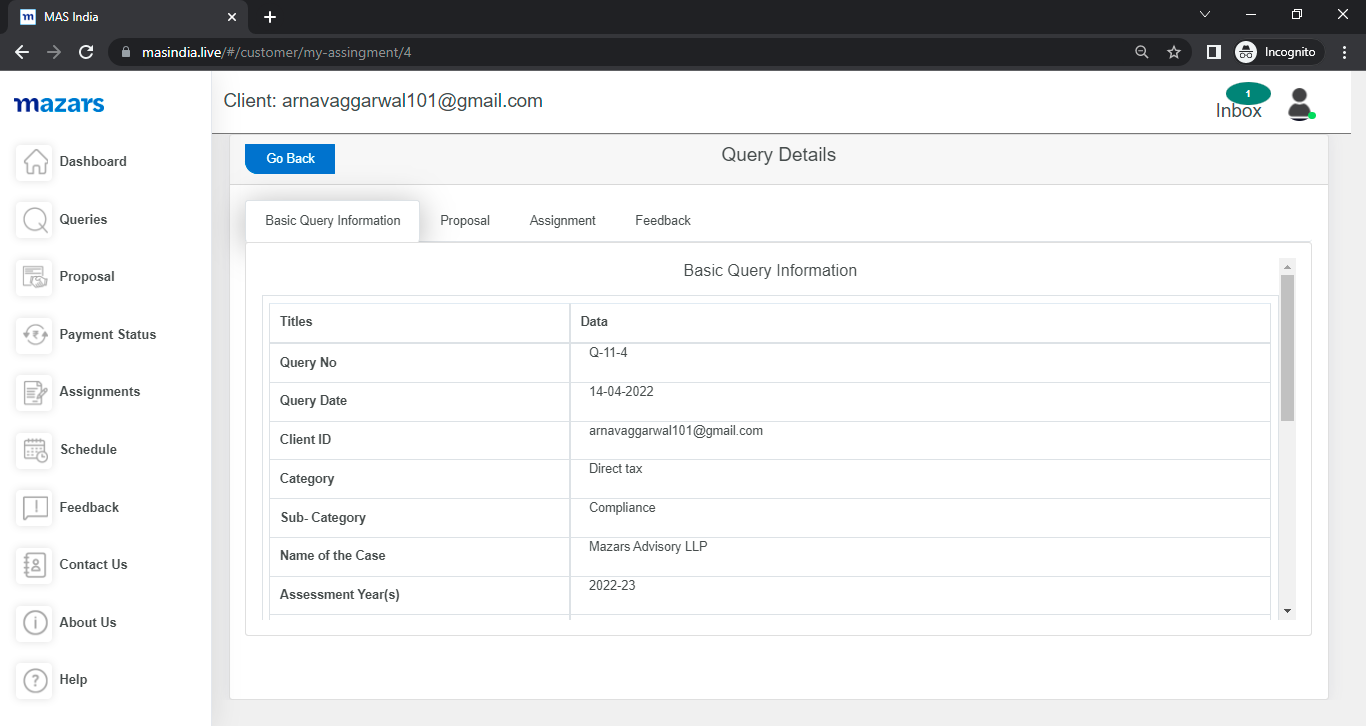 m MAS India
masindia.live/#/customer/my-assingment/4
Incognito
mazars
Client: arnavaggarwal101@gmail.com
1
Inbox
Dashboard
Queries
Proposal
Payment Status
Assignments
Schedule
Feedback
Contact Us
About Us
Help
Go Back
Query Details
Basic Query Information Proposal Assignment Feedback
Basic Query Information
Titles Data
Query No Q-11-4
Query Date 14-04-2022
Client ID arnavaggarwal101@gmail.com
Category Direct tax
Sub- Category Compliance
Name of the Case Mazars Advisory LLP
Assessment Year(s) 2022-23